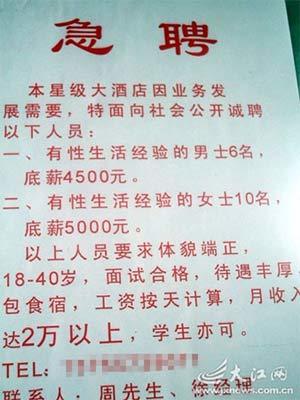 急聘
本星级大酒店因业务发
展需要，特面向社会公开诚聘
以下人员：
一、有性生活经验的男士6名，
底薪4500元。
二、有性生活经验的女士10名，
底薪5000元。
以上人员要求体貌端正，
18-40岁，面试合格，待遇丰厚
包食宿，工资按天计算，月收入
达2万以上，学生亦可。
TEL：
联系人：周先生、徐经理
大江网
www.jxnews.com.cn